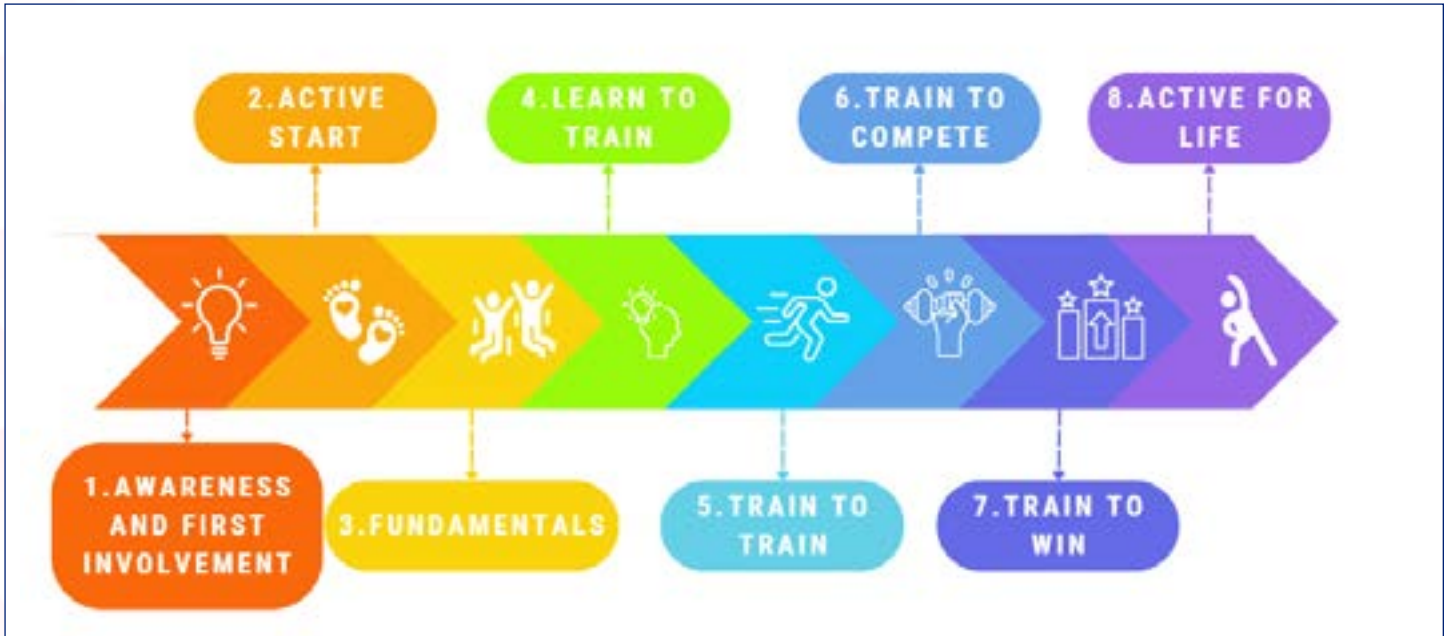 1.AWARENESS
AND FIRST
INVOLVEMENT
2.ACTIVE
START
3.FUNDAMENTALS
4.LEARN TO
TRAIN
5.TRAIN TO
TRAIN
6.TRAIN TO
COMPETE
7.TRAIN TO
WIN
8.ACTIVE FOR
LIFE